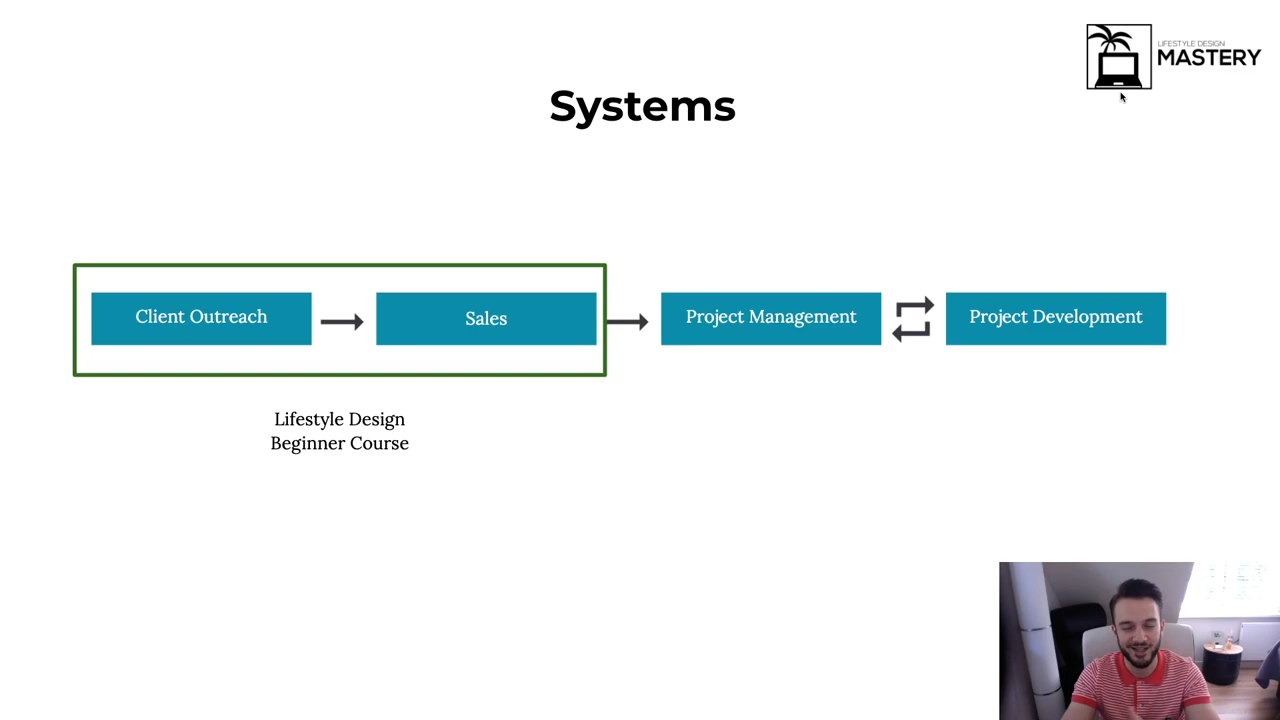 LIFESTYLE DESIGN
MASTERY
Systems
Client Outreach
Sales
Project Management
Project Development
Lifestyle Design
Beginner Course